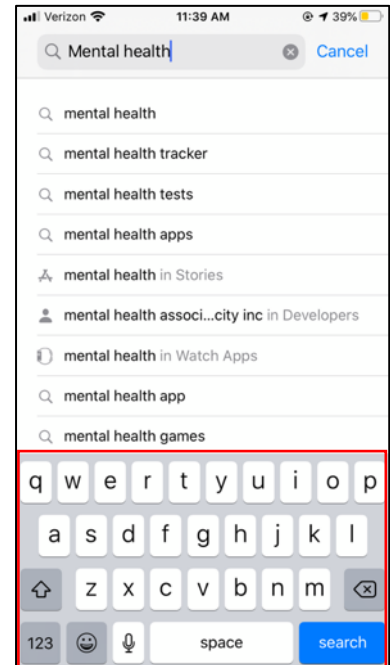 Verizon 11:39 AM 39%
Mental health Cancel
mental health
mental health tracker
mental health tests
mental health apps
mental health in Stories
mental health associ...city inc in Developers
mental health in Watch Apps
mental health app
mental health games
q w e r t y u i o p
a s d f g h j k l
z x c v b n m
123 space search